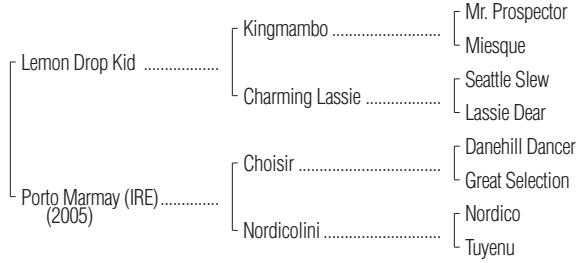 Mr. Prospector
Kingmambo ........................
Miesque
Lemon Drop Kid .................
Seattle Slew
Charming Lassie .................
Lassie Dear
Danehill Dancer
Choisir ................................
Great Selection
Porto Marmay (IRE).............
(2005)
Nordico
Nordicolini ..........................
Tuyenu